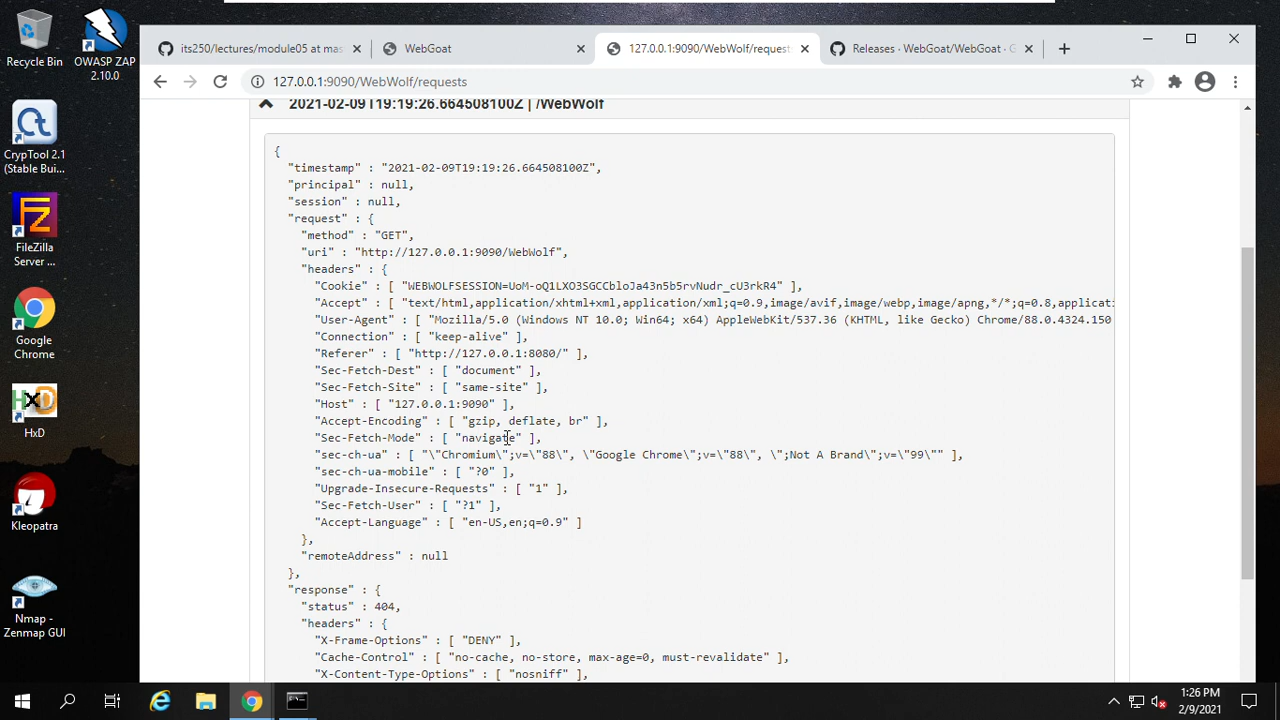 Recycle Bin
OWASP ZAP
2.10.0
CrypTool 2.1
(Stable Bui...
FileZilla
Server ...
Google
Chrome
HxD
Kleopatra
Nmap -
Zenmap GUI
its250/lectures/module05 at mas
WebGoat
127.0.0.1:9090/WebWolf/request
Releases · WebGoat/WebGoat · G
127.0.0.1:9090/WebWolf/requests
2021-02-09T19:19:26.664508100Z | /WebWolf
{
"timestamp" : "2021-02-09T19:19:26.664508100Z",
"principal" : null,
"session" : null,
"request" : {
"method" : "GET",
"uri" : "http://127.0.0.1:9090/WebWolf",
"headers" : {
"Cookie" : [ "WEBWOLFSESSION=UoM-oQ1LXO3SGCCbloJa43n5b5rvNudr_cU3rkR4" ],
"Accept" : [ "text/html,application/xhtml+xml,application/xml;q=0.9,image/avif,image/webp,image/apng,*/*;q=0.8,applicati
"User-Agent" : [ "Mozilla/5.0 (Windows NT 10.0; Win64; x64) AppleWebKit/537.36 (KHTML, like Gecko) Chrome/88.0.4324.150
"Connection" : [ "keep-alive" ],
"Referer" : [ "http://127.0.0.1:8080/" ],
"Sec-Fetch-Dest" : [ "document" ],
"Sec-Fetch-Site" : [ "same-site" ],
"Host" : [ "127.0.0.1:9090" ],
"Accept-Encoding" : [ "gzip, deflate, br" ],
"Sec-Fetch-Mode" : [ "navigate" ],
"sec-ch-ua" : [ "\"Chromium\";v=\"88\", \"Google Chrome\";v=\"88\", \";Not A Brand\";v=\"99\"" ],
"sec-ch-ua-mobile" : [ "?0" ],
"Upgrade-Insecure-Requests" : [ "1" ],
"Sec-Fetch-User" : [ "?1" ],
"Accept-Language" : [ "en-US,en;q=0.9" ]
},
"remoteAddress" : null
},
"response" : {
"status" : 404,
"headers" : {
"X-Frame-Options" : [ "DENY" ],
"Cache-Control" : [ "no-cache, no-store, max-age=0, must-revalidate" ],
"X-Content-Type-Options" : [ "nosniff" ],
1:26 PM
2/9/2021